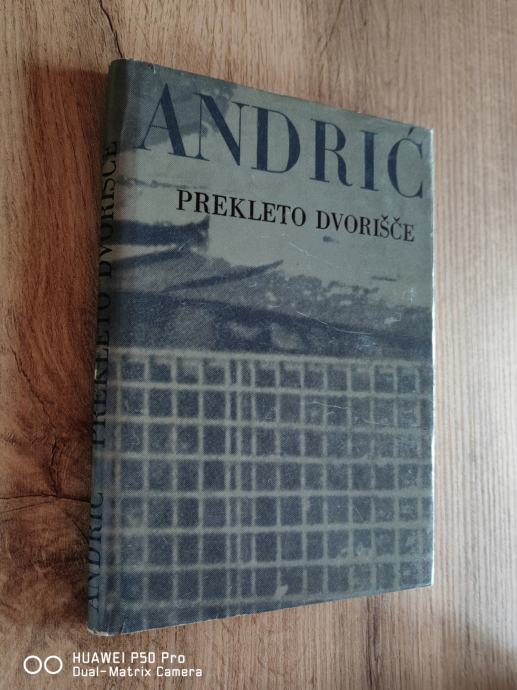 ANDRIĆ
PREKLETO DVORIŠČE
ANDRIĆ PREKLETO DVORIŠČE
HUAWEI P50 Pro
Dual-Matrix Camera